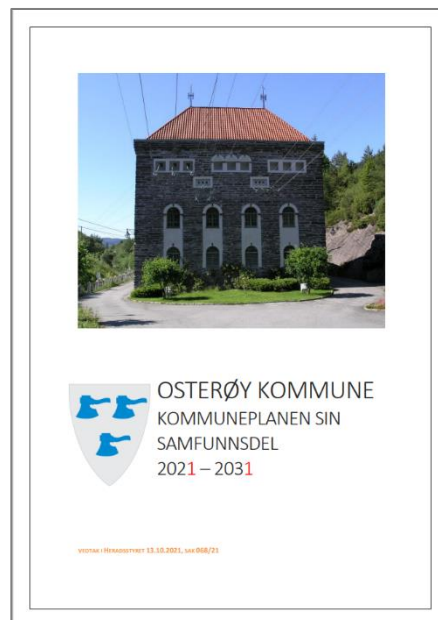 OSTERØY KOMMUNE
KOMMUNEPLANEN SIN
SAMFUNNSDEL
2021 – 2031
VEDTAK I HERADSSTYRET 13.10.2021, SAK 068/21